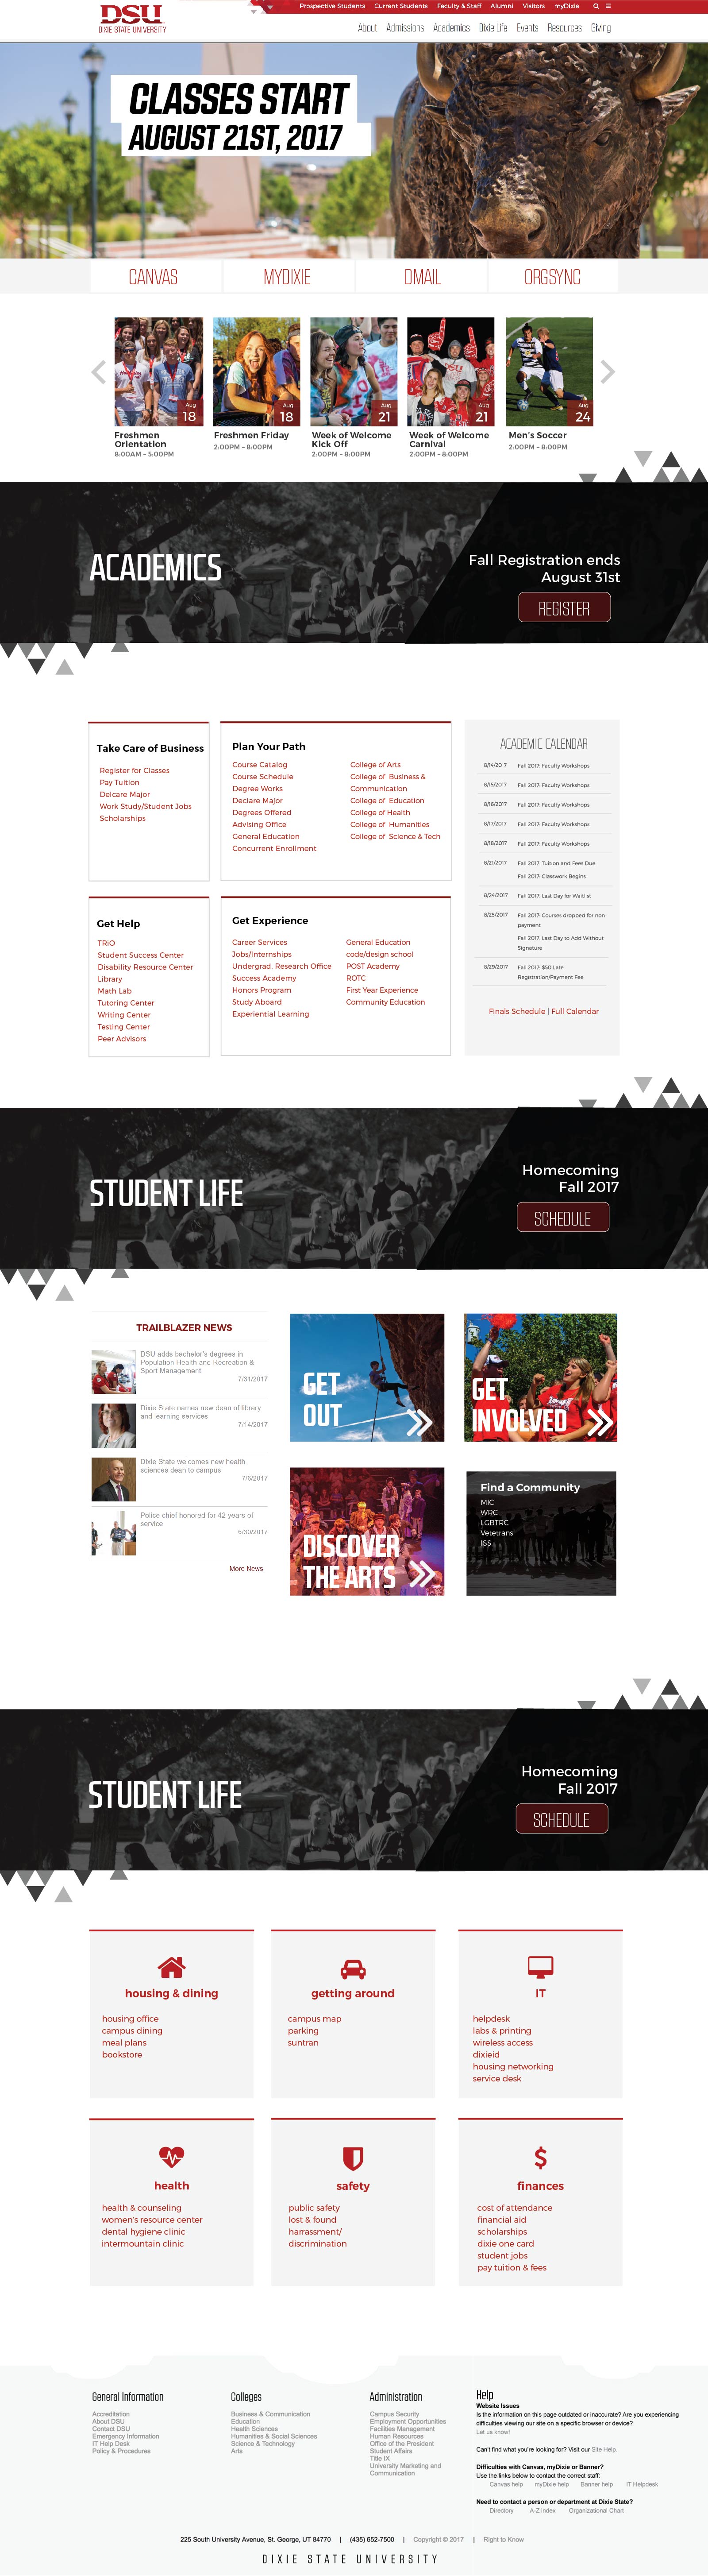 DSU
DIXIE STATE UNIVERSITY
Prospective Students Current Students Faculty & Staff Alumni Visitors myDixie
About Admissions Academics Dixie Life Events Resources Giving
CLASSES START
AUGUST 21ST, 2017
CANVAS MYDIXIE DMAIL ORGSYNC
Aug
18
Freshmen
Orientation
8:00AM - 5:00PM
Aug
18
Freshmen Friday
2:00PM - 8:00PM
Aug
21
Week of Welcome
Kick Off
2:00PM - 8:00PM
Aug
21
Week of Welcome
Carnival
2:00PM - 8:00PM
Aug
24
Men's Soccer
2:00PM - 8:00PM
ACADEMICS
Fall Registration ends
August 31st
REGISTER
Take Care of Business
Register for Classes
Pay Tuition
Delcare Major
Work Study/Student Jobs
Scholarships
Plan Your Path
Course Catalog
Course Schedule
Degree Works
Declare Major
Degrees Offered
Advising Office
General Education
Concurrent Enrollment
College of Arts
College of Business &
Communication
College of Education
College of Health
College of Humanities
College of Science & Tech
ACADEMIC CALENDAR
8/14/20 7 Fall 2017: Faculty Workshops
8/15/2017 Fall 2017: Faculty Workshops
8/16/2017 Fall 2017: Faculty Workshops
8/17/2017 Fall 2017: Faculty Workshops
8/18/2017 Fall 2017: Faculty Workshops
8/21/2017 Fall 2017: Tuition and Fees Due
Fall 2017: Classwork Begins
8/24/2017 Fall 2017: Last Day for Waitlist
8/25/2017 Fall 2017: Courses dropped for non
payment
Fall 2017: Last Day to Add Without
Signature
8/29/2017 Fall 2017: $50 Late
Registration/Payment Fee
Finals Schedule | Full Calendar
Get Help
TRiO
Student Success Center
Disability Resource Center
Library
Math Lab
Tutoring Center
Writing Center
Testing Center
Peer Advisors
Get Experience
Career Services
Jobs/Internships
Undergrad. Research Office
Success Academy
Honors Program
Study Aboard
Experiential Learning
General Education
code/design school
POST Academy
ROTC
First Year Experience
Community Education
STUDENT LIFE
Homecoming
Fall 2017
SCHEDULE
TRAILBLAZER NEWS
DSU adds bachelor's degrees in
Population Health and Recreation &
Sport Management
7/31/2017
Dixie State names new dean of library
and learning services
7/14/2017
Dixie State welcomes new health
sciences dean to campus
7/6/2017
Police chief honored for 42 years of
service
6/30/2017
More News
GET
OUT
GET
INVOLVED
DISCOVER
THE ARTS
Find a Community
MIC
WRC
LGBTRC
Vetetrans
ISS
STUDENT LIFE
Homecoming
Fall 2017
SCHEDULE
housing & dining
housing office
campus dining
meal plans
bookstore
getting around
campus map
parking
suntran
IT
helpdesk
labs & printing
wireless access
dixieid
housing networking
service desk
health
health & counseling
women's resource center
dental hygiene clinic
intermountain clinic
safety
public safety
lost & found
harrassment/
discrimination
finances
cost of attendance
financial aid
scholarships
dixie one card
student jobs
pay tuition & fees
General Information
Accreditation
About DSU
Contact DSU
Emergency Information
IT Help Desk
Policy & Procedures
Colleges
Business & Communication
Education
Health Sciences
Humanities & Social Sciences
Science & Technology
Arts
Administration
Campus Security
Employment Opportunities
Facilities Management
Human Resources
Office of the President
Student Affairs
Title IX
University Marketing and
Communication
Help
Website Issues
Is the information on this page outdated or inaccurate? Are you experiencing
difficulties viewing our site on a specific browser or device?
Let us know!
Can't find what you're looking for? Visit our Site Help.
Difficulties with Canvas, myDixie or Banner?
Use the links below to contact the correct staff:
Canvas help myDixie help Banner help IT Helpdesk
Need to contact a person or department at Dixie State?
Directory A-Z index Organizational Chart
225 South University Avenue, St. George, UT 84770 | (435) 652-7500 | Copyright © 2017 | Right to Know
DIXIE STATE UNIVERSITY